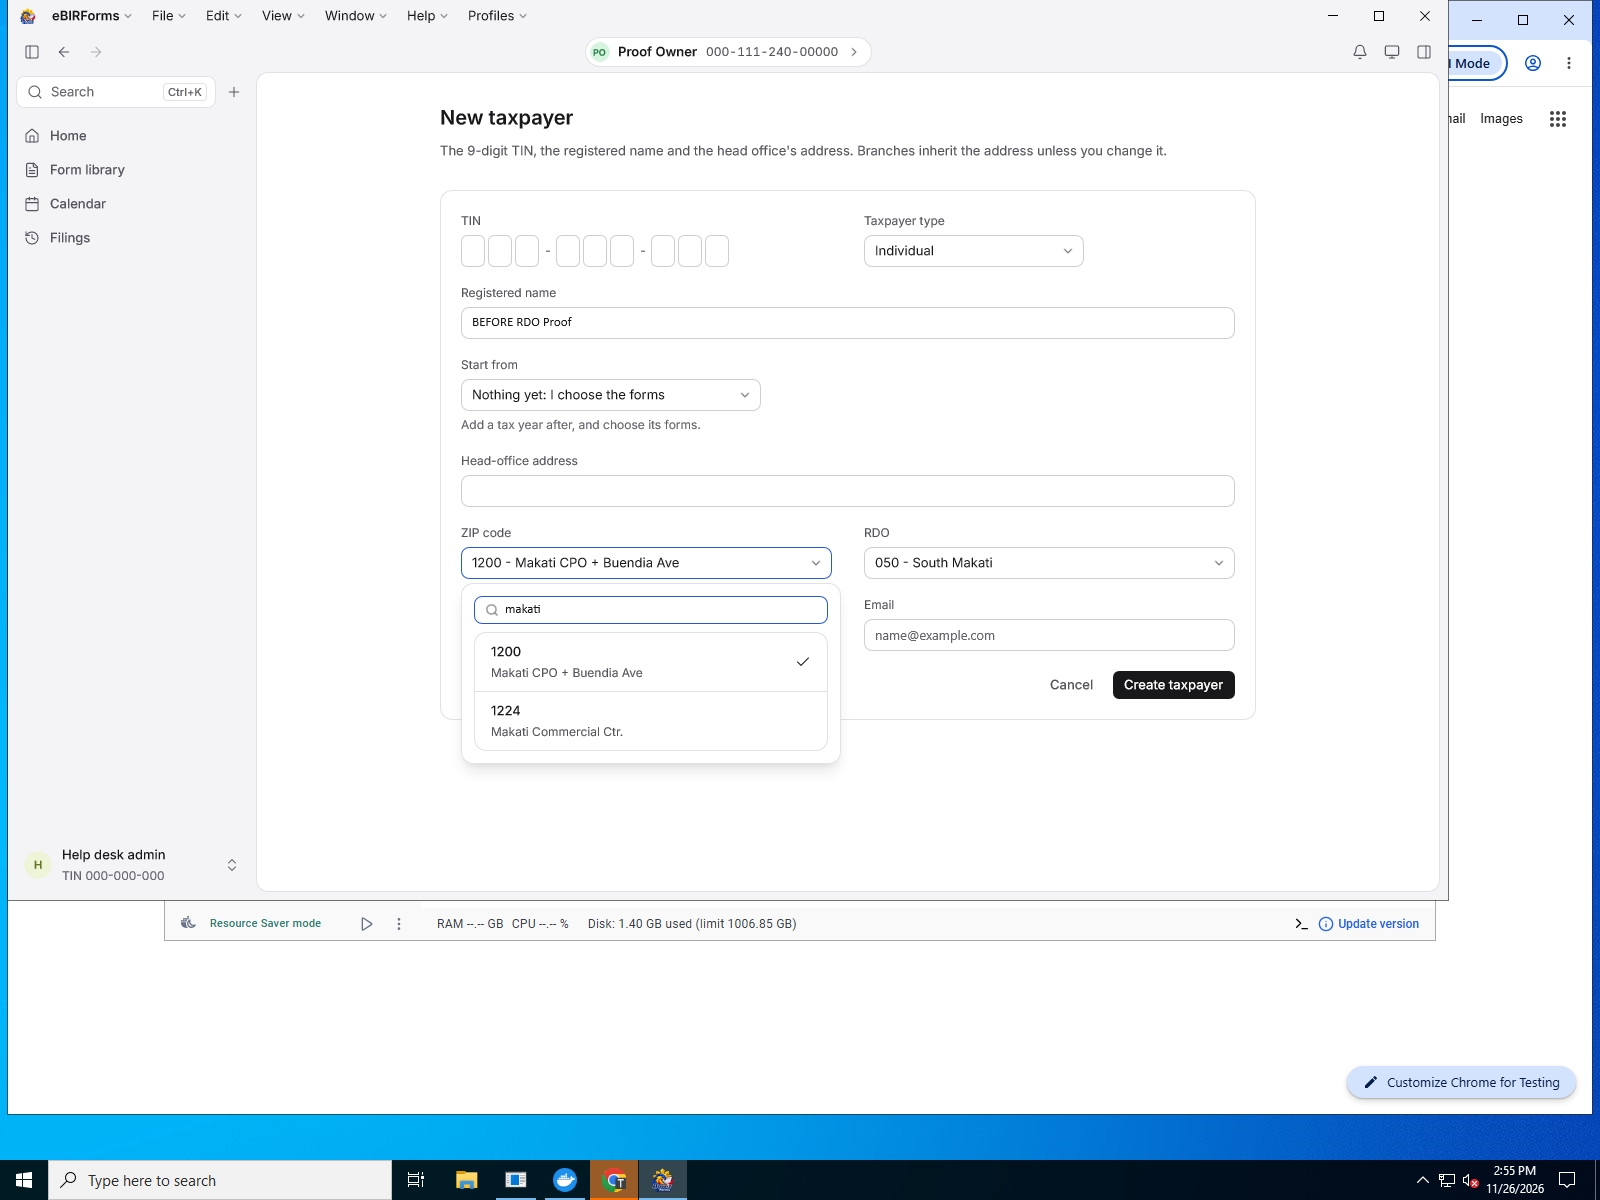 eBIRForms File Edit View Window Help Profiles
PO Proof Owner 000-111-240-00000
Mode
Search Ctrl+K
Images
Home
Form library
Calendar
Filings
New taxpayer
The 9-digit TIN, the registered name and the head office's address. Branches inherit the address unless you change it.
TIN
Taxpayer type
- -
Individual
Registered name
BEFORE RDO Proof
Start from
Nothing yet: I choose the forms
Add a tax year after, and choose its forms.
Head-office address
ZIP code
RDO
1200 - Makati CPO + Buendia Ave
050 - South Makati
makati
Email
name@example.com
1200
Makati CPO + Buendia Ave
1224
Makati Commercial Ctr.
Cancel Create taxpayer
H
Help desk admin
TIN 000-000-000
Resource Saver mode
RAM --.-- GB CPU --.-- % Disk: 1.40 GB used (limit 1006.85 GB)
Update version
Customize Chrome for Testing
Type here to search
2:55 PM
11/26/2026